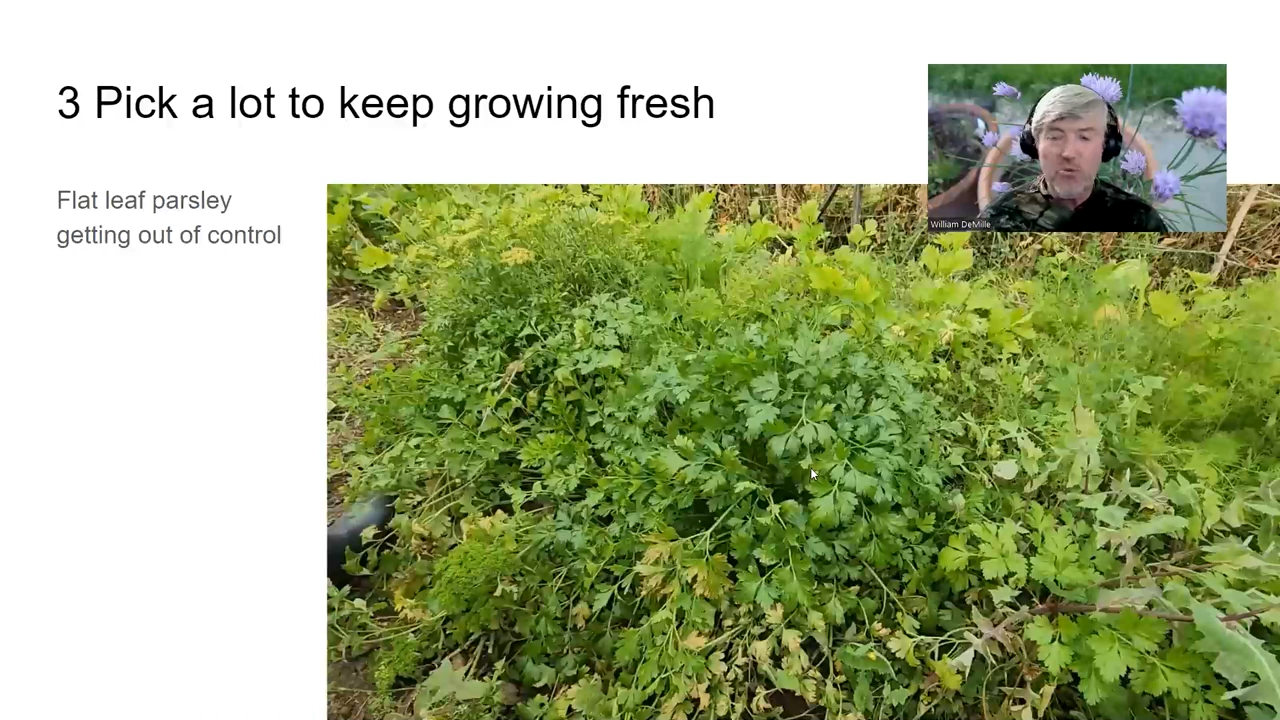 3 Pick a lot to keep growing fresh
Flat leaf parsley
getting out of control
William DeMille